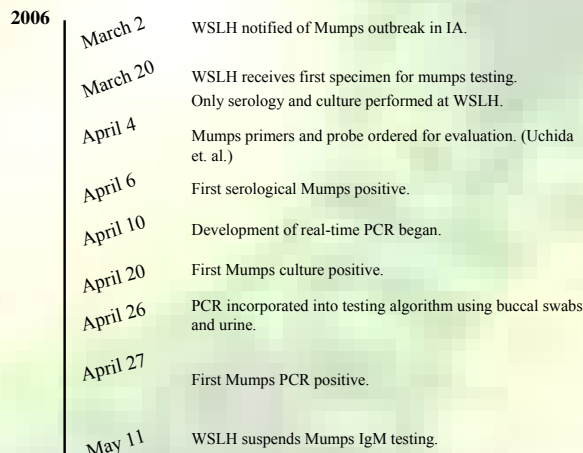 2006
March 2 WSLH notified of Mumps outbreak in IA.
March 20 WSLH receives first specimen for mumps testing.
Only serology and culture performed at WSLH.
April 4 Mumps primers and probe ordered for evaluation. (Uchida
et. al.)
April 6 First serological Mumps positive.
April 10 Development of real-time PCR began.
April 20 First Mumps culture positive.
April 26 PCR incorporated into testing algorithm using buccal swabs
and urine.
April 27 First Mumps PCR positive.
May 11 WSLH suspends Mumps IgM testing.